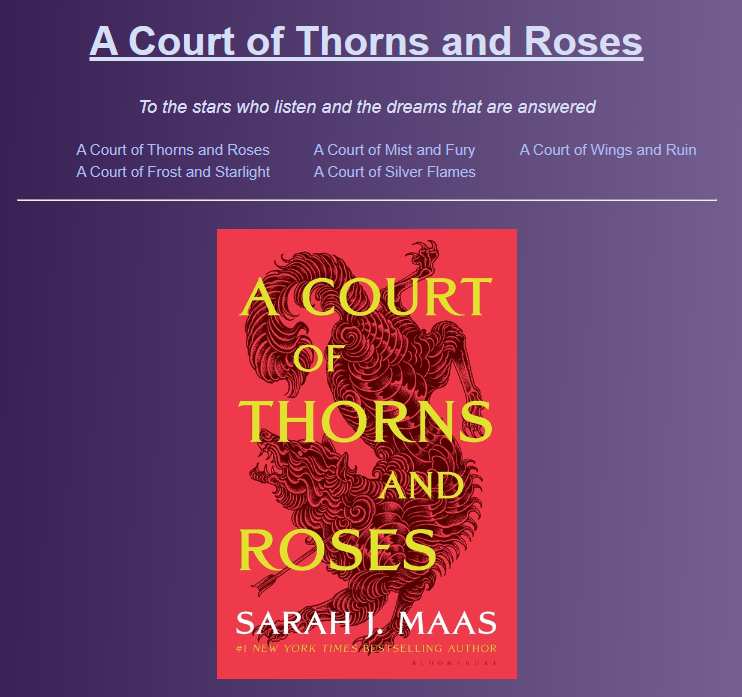 A Court of Thorns and Roses
To the stars who listen and the dreams that are answered
A Court of Thorns and Roses A Court of Mist and Fury A Court of Wings and Ruin
A Court of Frost and Starlight A Court of Silver Flames
A COURT
OF
THORNS
AND
ROSES
SARAH J. MAAS
#1 NEW YORK TIMES BESTSELLING AUTHOR
BLOOMSBURY